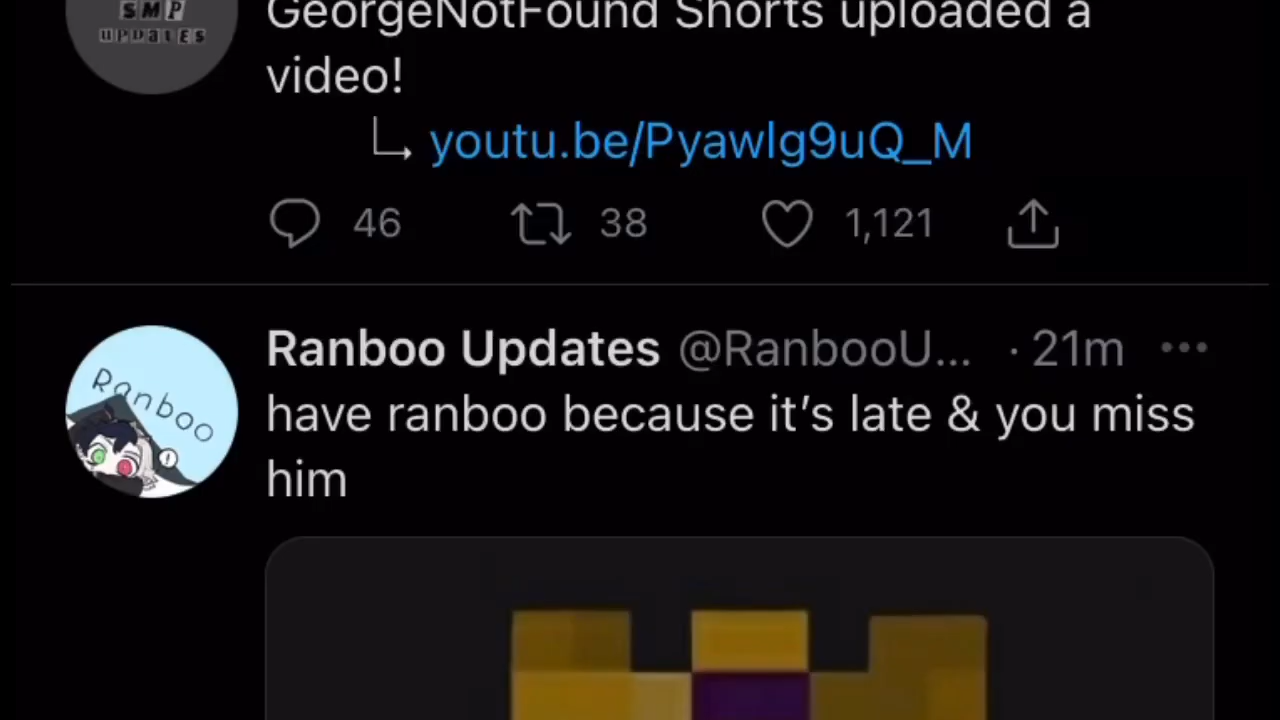 SMP
UPDATES
GeorgeNotFound Shorts uploaded a
video!
youtu.be/PyawIg9uQ_M
46 38 1,121
Ranboo Updates @RanbooU... · 21m
Ranboo
have ranboo because it’s late & you miss
him